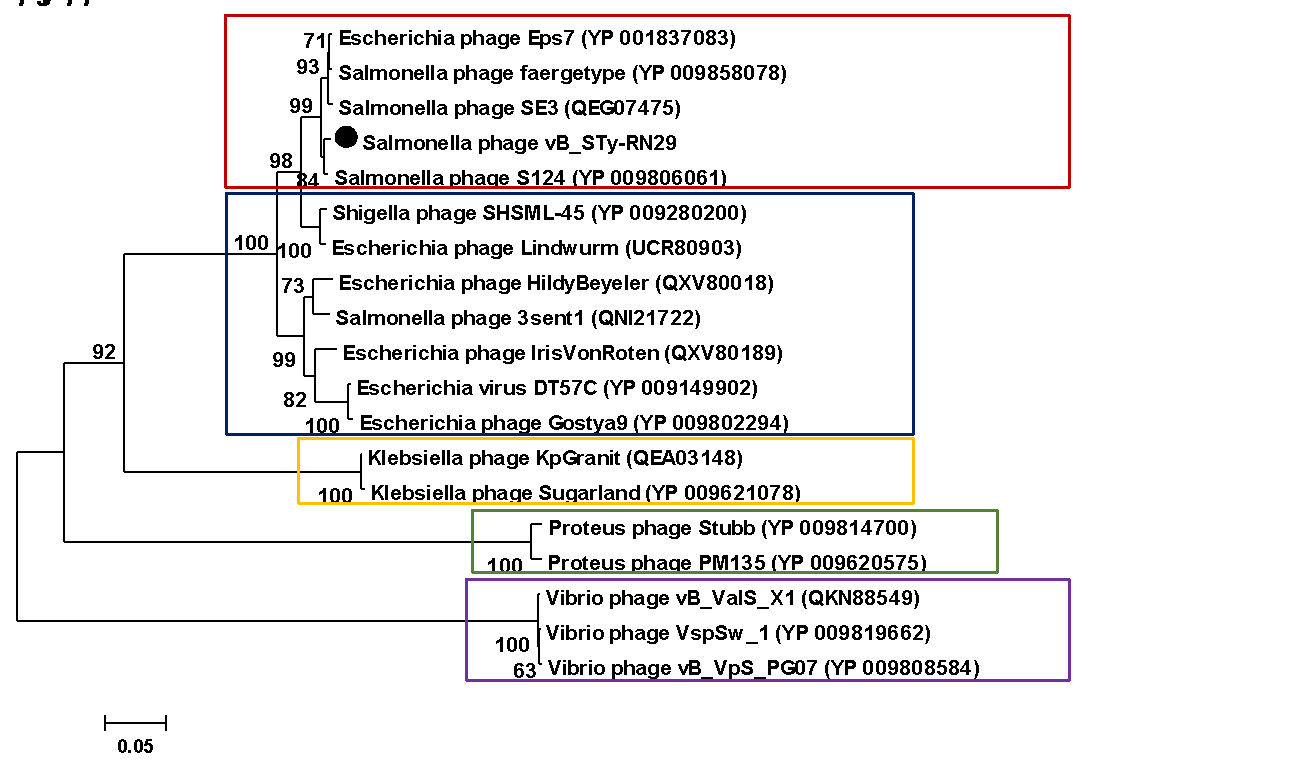 71 Escherichia phage Eps7 (YP 001837083)
93 Salmonella phage faergetype (YP 009858078)
99 Salmonella phage SE3 (QEG07475)
Salmonella phage vB_STy-RN29
98
84 Salmonella phage S124 (YP 009806061)
Shigella phage SHSML-45 (YP 009280200)
100 100 Escherichia phage Lindwurm (UCR80903)
73 Escherichia phage HildyBeyeler (QXV80018)
Salmonella phage 3sent1 (QNI21722)
92 99 Escherichia phage IrisVonRoten (QXV80189)
82 Escherichia virus DT57C (YP 009149902)
100 Escherichia phage Gostya9 (YP 009802294)
Klebsiella phage KpGranit (QEA03148)
100 Klebsiella phage Sugarland (YP 009621078)
Proteus phage Stubb (YP 009814700)
100 Proteus phage PM135 (YP 009620575)
Vibrio phage vB_ValS_X1 (QKN88549)
100 Vibrio phage VspSw_1 (YP 009819662)
63 Vibrio phage vB_VpS_PG07 (YP 009808584)
0.05